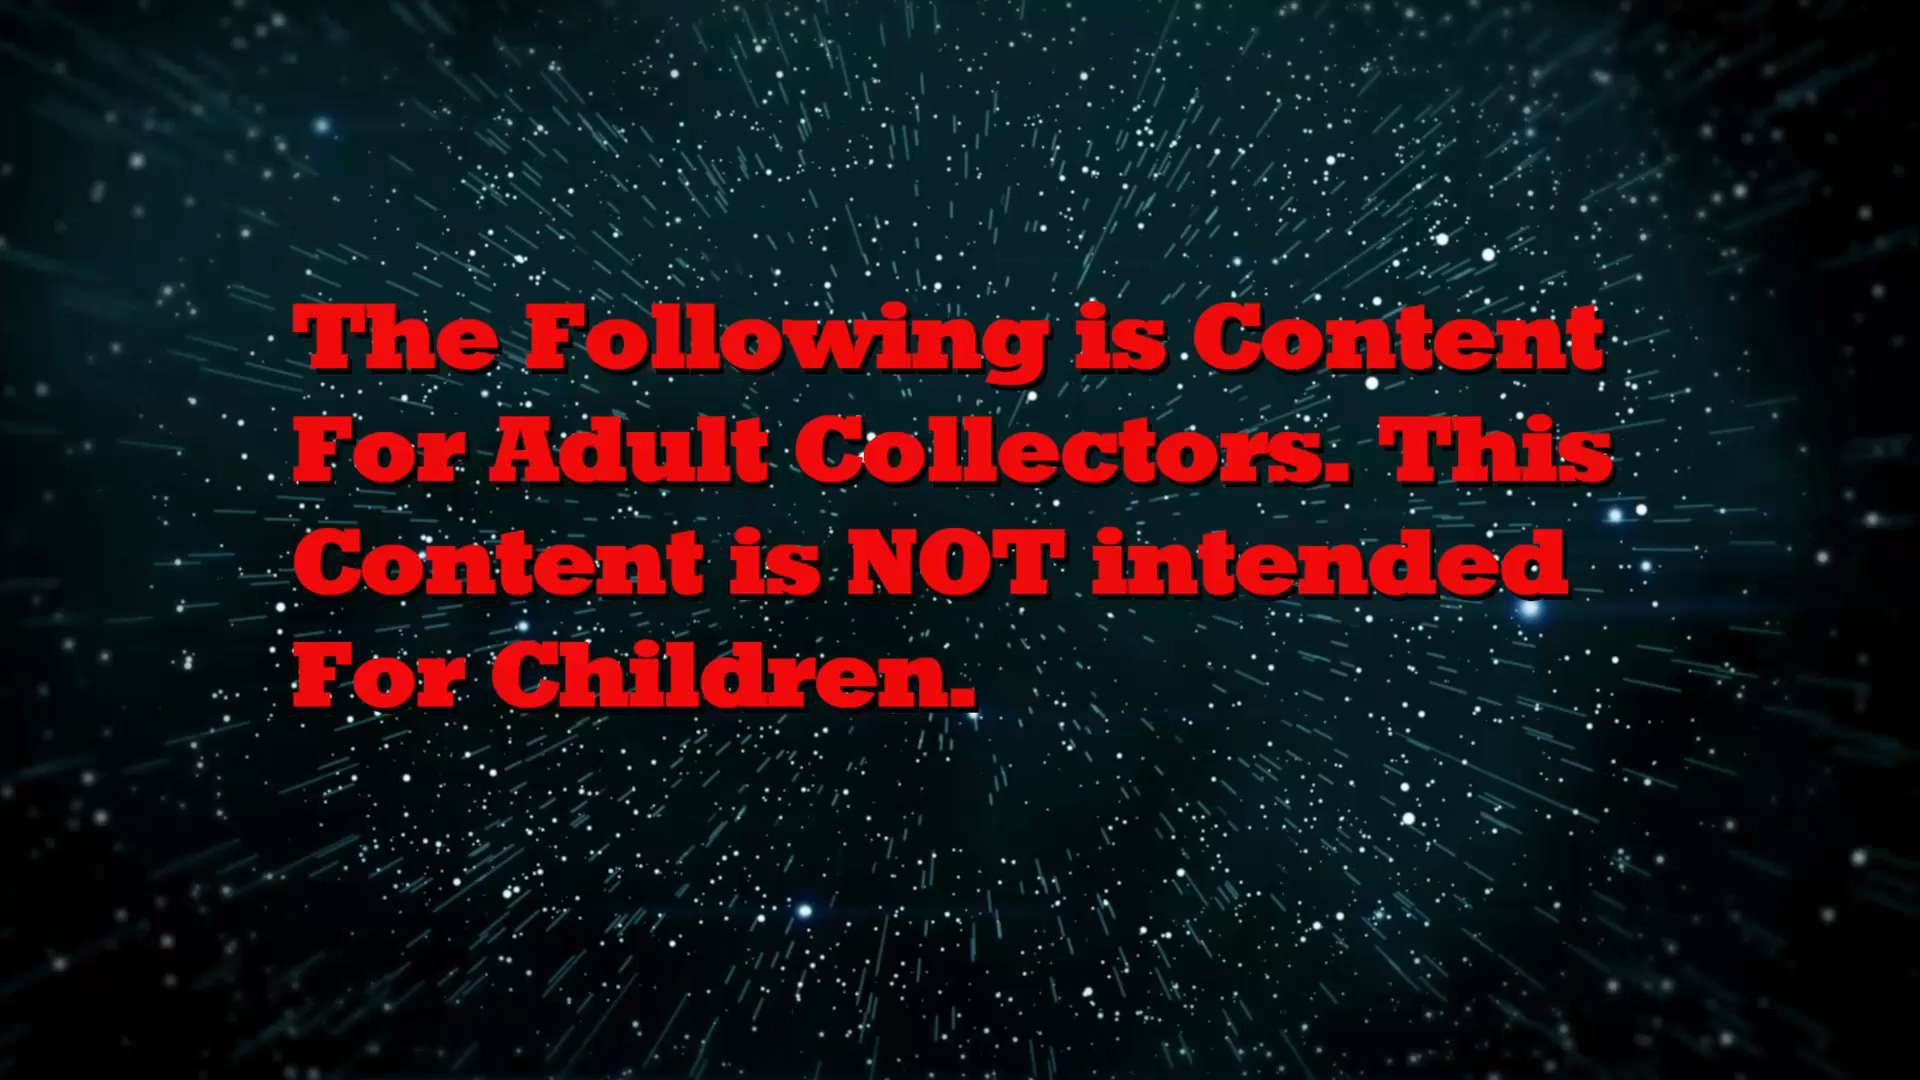 The Following is Content
For Adult Collectors. This
Content is NOT intended
For Children.